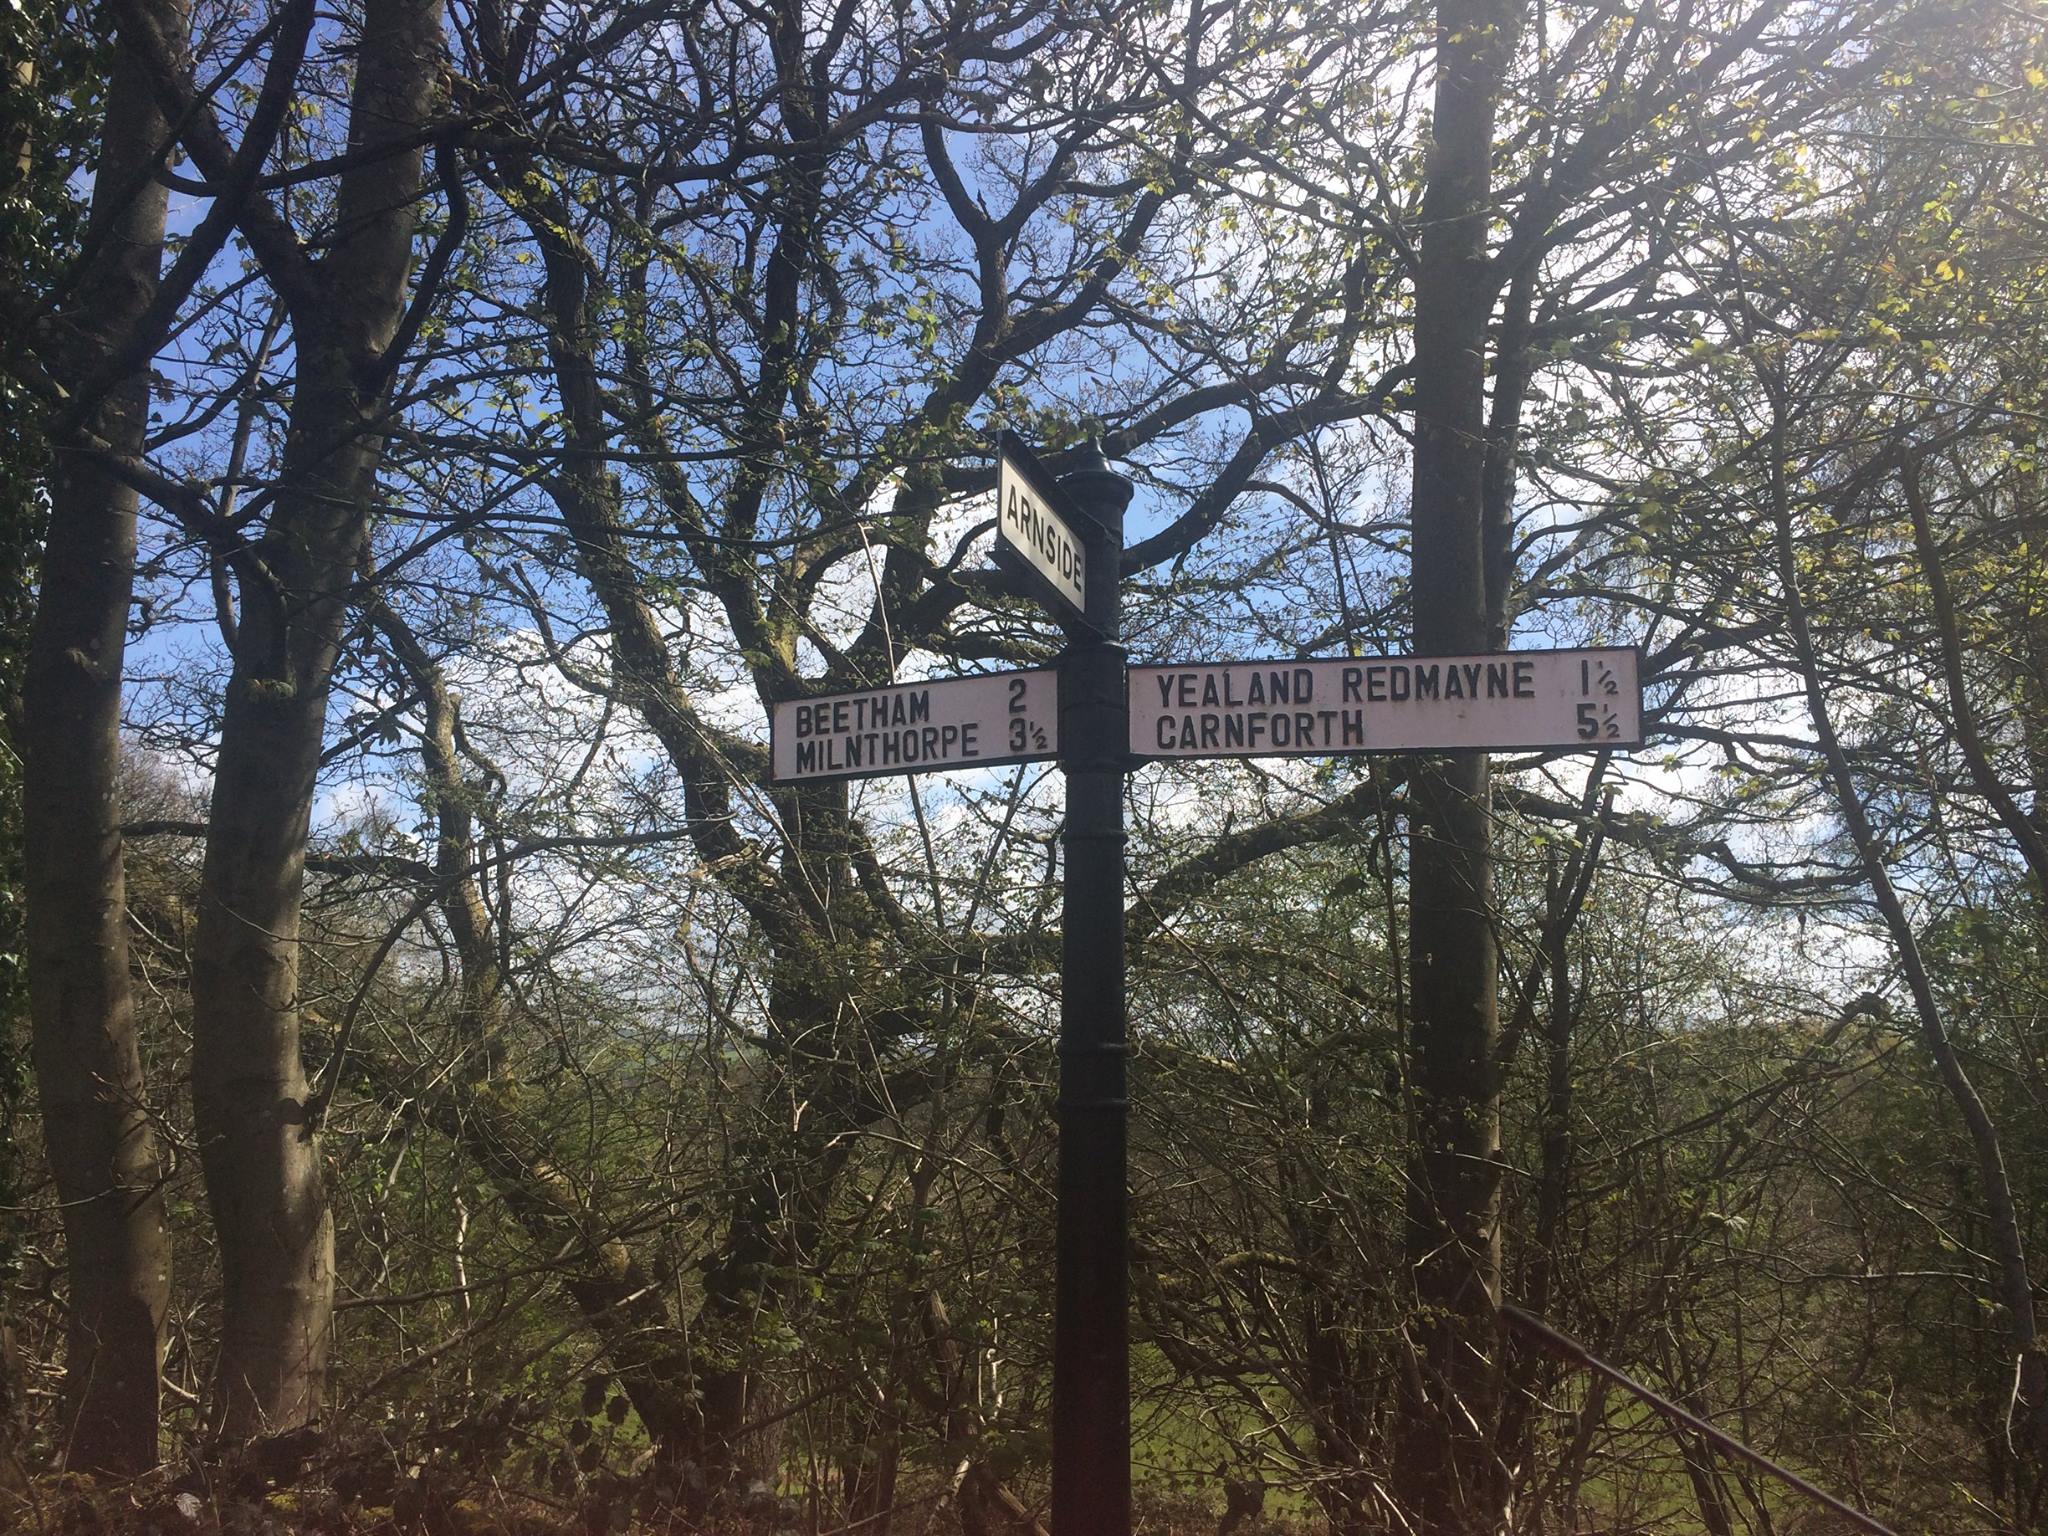 ARNSIDE
BEETHAM 2
MILNTHORPE 3½
YEALAND REDMAYNE 1½
CARNFORTH 5½